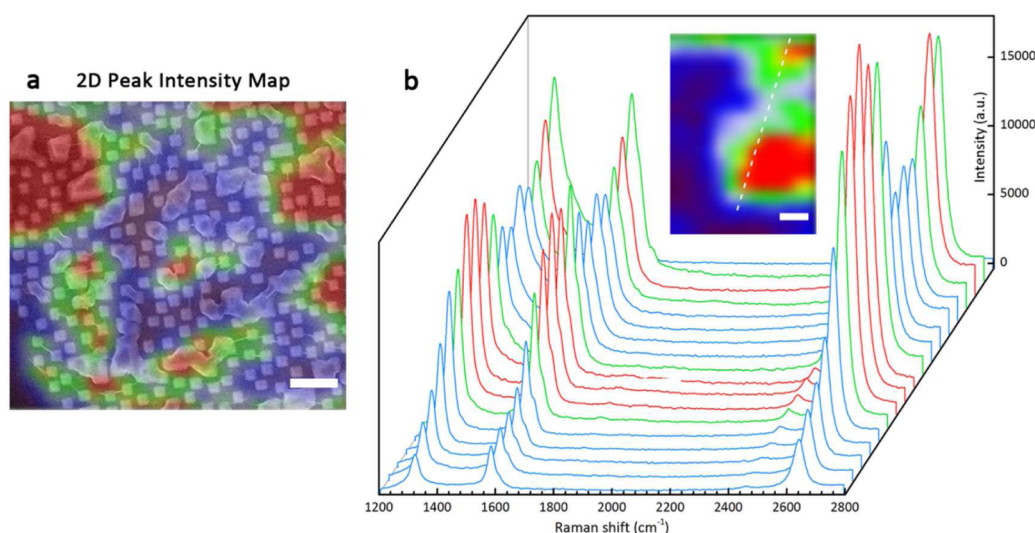 a
2D Peak Intensity Map
b
15000
10000
5000
0
Intensity (a.u.)
1200
1400
1600
1800
2000
2200
2400
2600
2800
Raman shift (cm⁻¹)